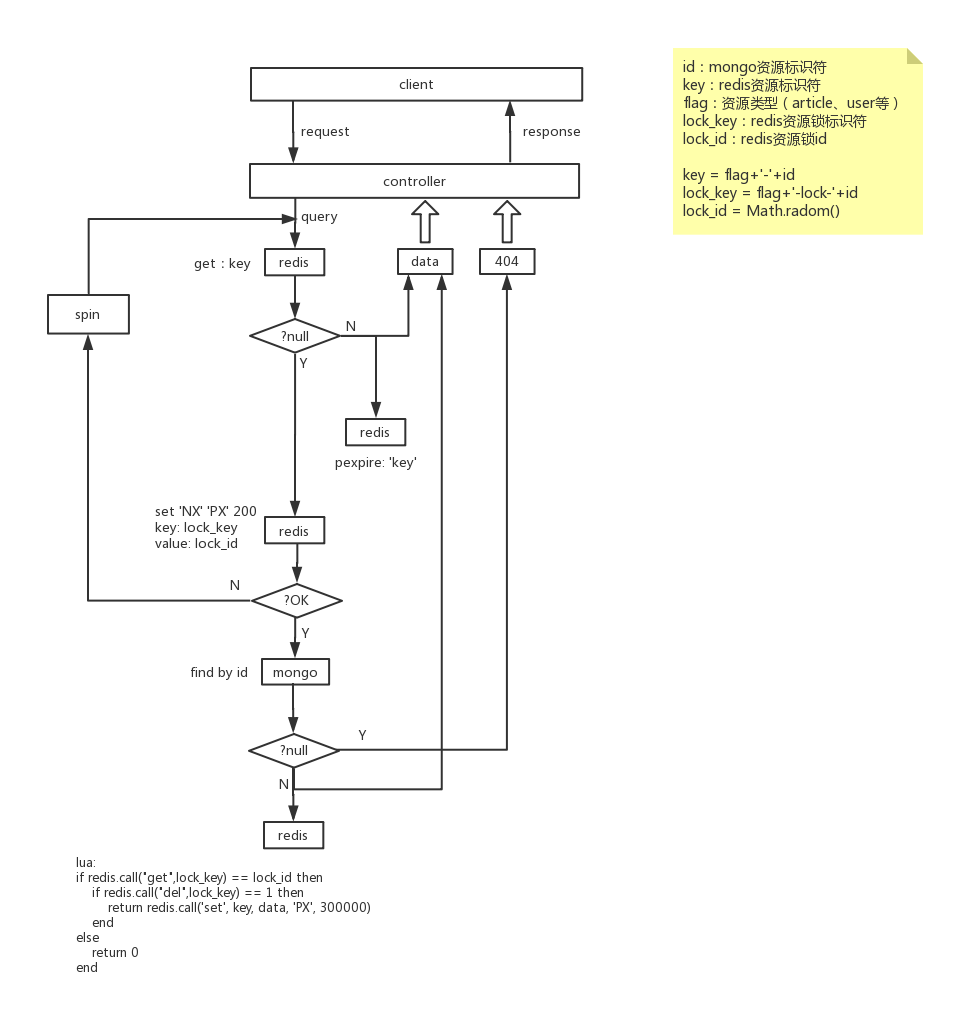 client
request
response
controller
query
get : key
redis
data
404
spin
?null
N
Y
redis
pexpire: 'key'
set 'NX' 'PX' 200
key: lock_key
value: lock_id
redis
N
?OK
Y
find by id
mongo
?null
Y
N
redis
lua:
if redis.call("get",lock_key) == lock_id then
if redis.call("del",lock_key) == 1 then
return redis.call('set', key, data, 'PX', 300000)
end
else
return 0
end
id：mongo资源标识符
key：redis资源标识符
flag：资源类型（article、user等）
lock_key：redis资源锁标识符
lock_id：redis资源锁id
key = flag+'-'+id
lock_key = flag+'-lock-'+id
lock_id = Math.radom()